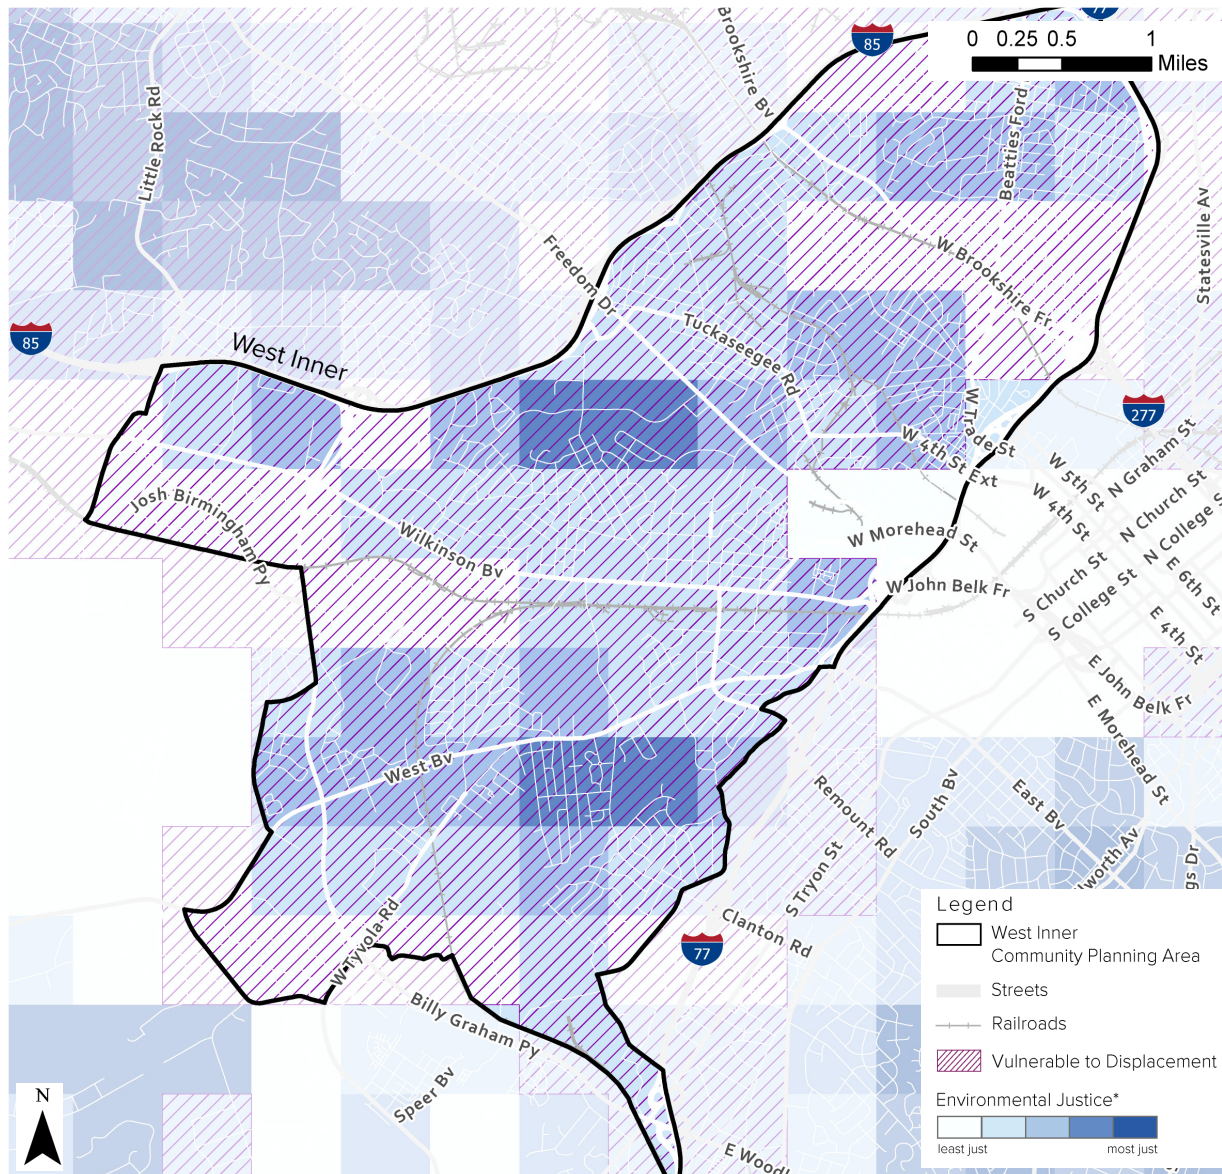 77
85
0 0.25 0.5 1
Miles
Brookshire Bv
Little Rock Rd
Beatties Ford
Statesville Av
W Brookshire Fr
Freedom Dr
85
West Inner
Tuckaseegee Rd
277
W Trade St
W 4th St Ext
W 5th St
W 4th St
N Graham St
N Church St
N College S
E 6th St
Josh Birmingham Py
Wilkinson Bv
W Morehead St
W John Belk Fr
S Church St
S College St
E 4th St
E John Belk Fr
E Morehead St
West Bv
Remount Rd
South Bv
East Bv
S Tryon St
Clanton Rd
77
W Tyvola Rd
Billy Graham Py
Speer Bv
N
Legend
West Inner
Community Planning Area
Streets
Railroads
Vulnerable to Displacement
Environmental Justice*
least just most just